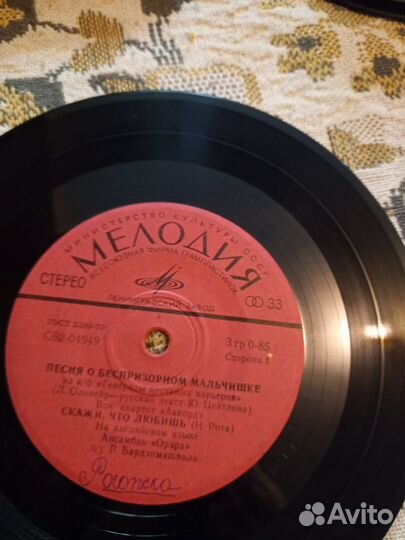 МИНИСТЕРСТВО КУЛЬТУРЫ СССР
МЕЛОДИЯ
ВСЕСОЮЗНАЯ ФИРМА ГРАМПЛАСТИНОК
СТЕРЕО
33
ЛЕНИНГРАДСКИЙ ЗАВОД
ГОСТ 5289-73
С62-04949
3 гр 0-85
Сторона 1
ПЕСНЯ О БЕСПРИЗОРНОМ МАЛЬЧИШКЕ
из к/ф «Генералы песчаных карьеров»
(Л. Оливейр—русский текст Ю. Цейтлина)
Вок. квартет «Аккорд»
СКАЖИ, ЧТО ЛЮБИШЬ (Н. Рота)
На английском языке
Ансамбль «Орэра»
п/у Р. Бардзимашвили
Avito